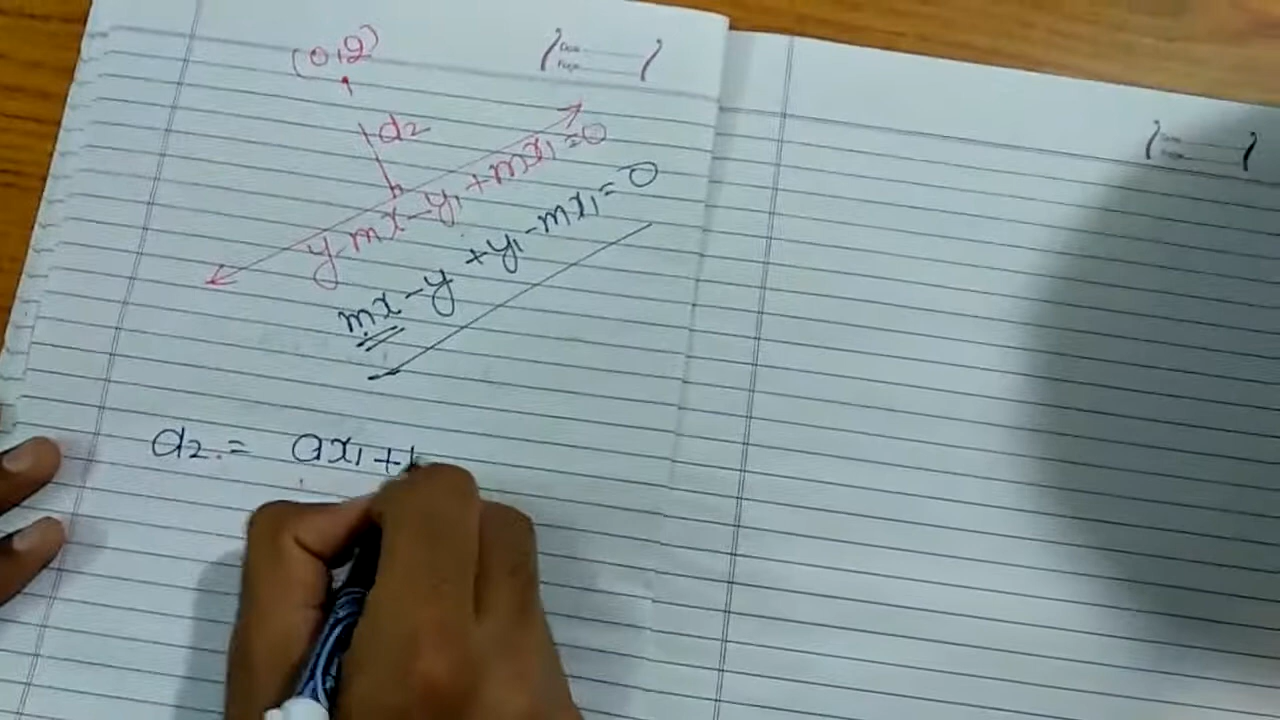 (0,2)
d2
y-mx-y1+mx1=0
mx-y+y1-mx1=0
d2 = ax1+